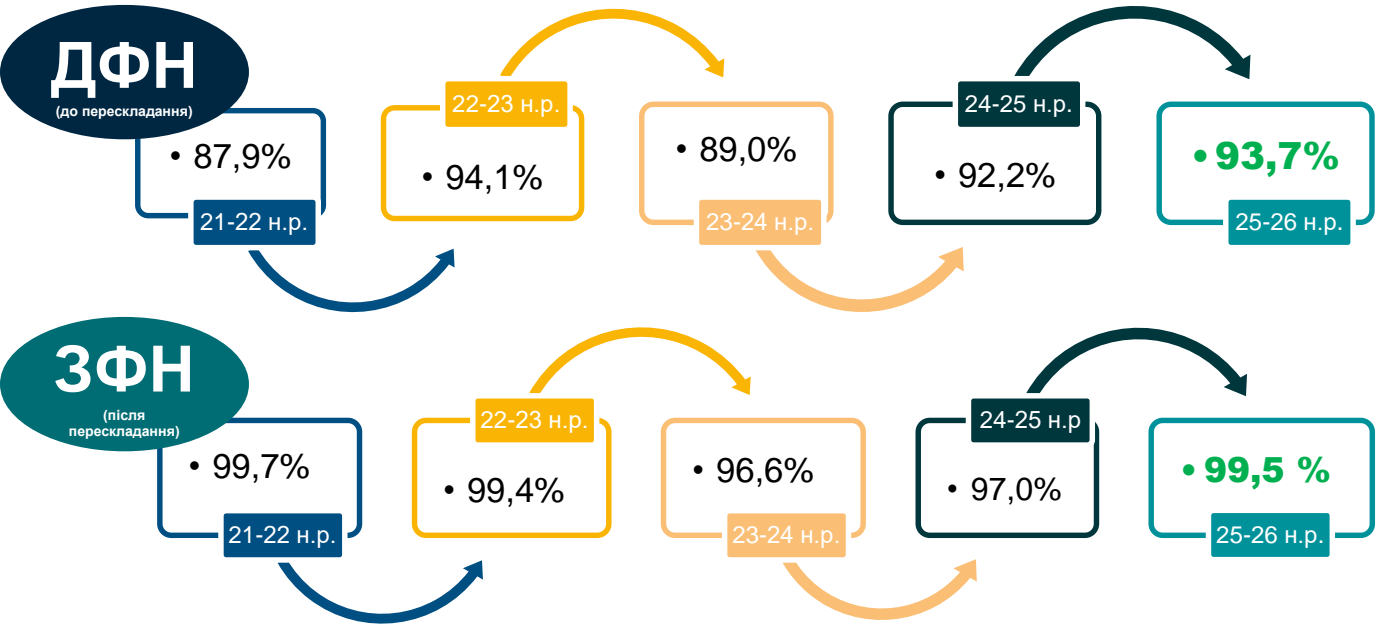 ДФН
(до перескладання)
• 87,9%
21-22 н.р.
22-23 н.р.
• 94,1%
• 89,0%
23-24 н.р.
24-25 н.р.
• 92,2%
• 93,7%
25-26 н.р.
ЗФН
(після
перескладання)
• 99,7%
21-22 н.р.
22-23 н.р.
• 99,4%
• 96,6%
23-24 н.р.
24-25 н.р
• 97,0%
• 99,5 %
25-26 н.р.